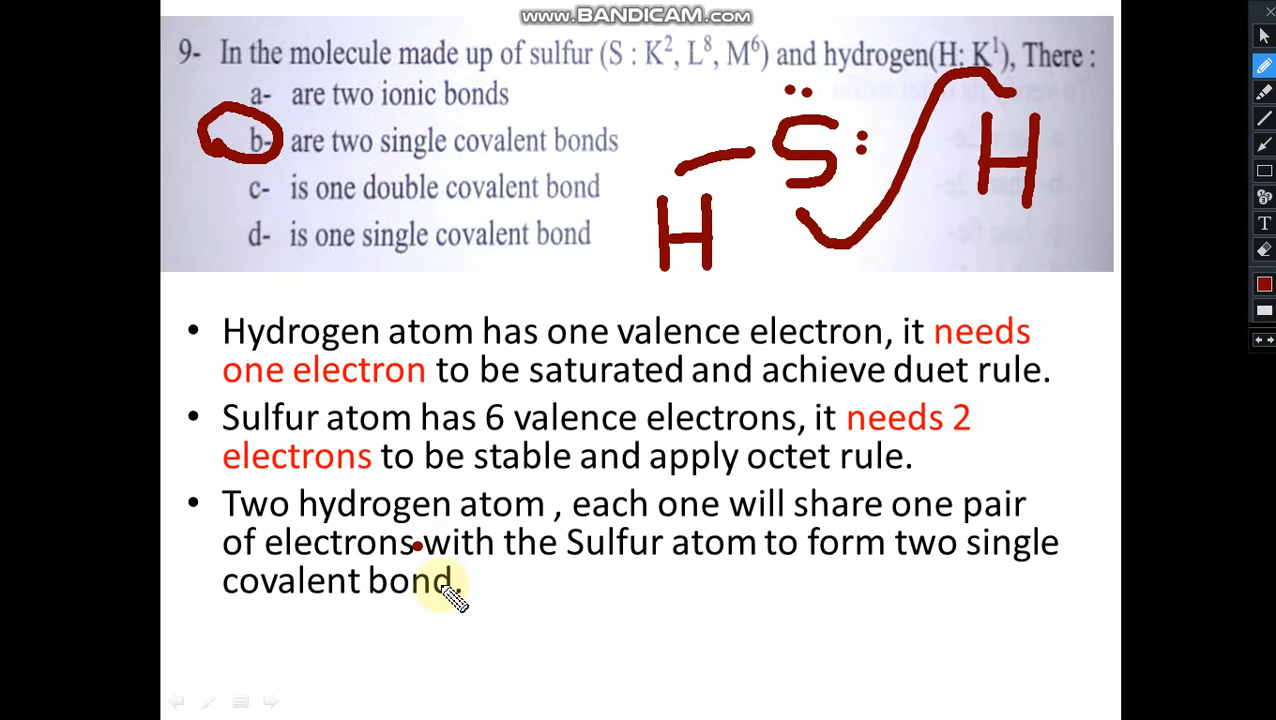 www.BANDICAM.com
9- In the molecule made up of sulfur (S : K², L⁸, M⁶) and hydrogen(H: K¹), There :
a- are two ionic bonds
b- are two single covalent bonds
c- is one double covalent bond
d- is one single covalent bond
S
H
H
• Hydrogen atom has one valence electron, it needs
one electron to be saturated and achieve duet rule.
• Sulfur atom has 6 valence electrons, it needs 2
electrons to be stable and apply octet rule.
• Two hydrogen atom , each one will share one pair
of electrons with the Sulfur atom to form two single
covalent bond.
T